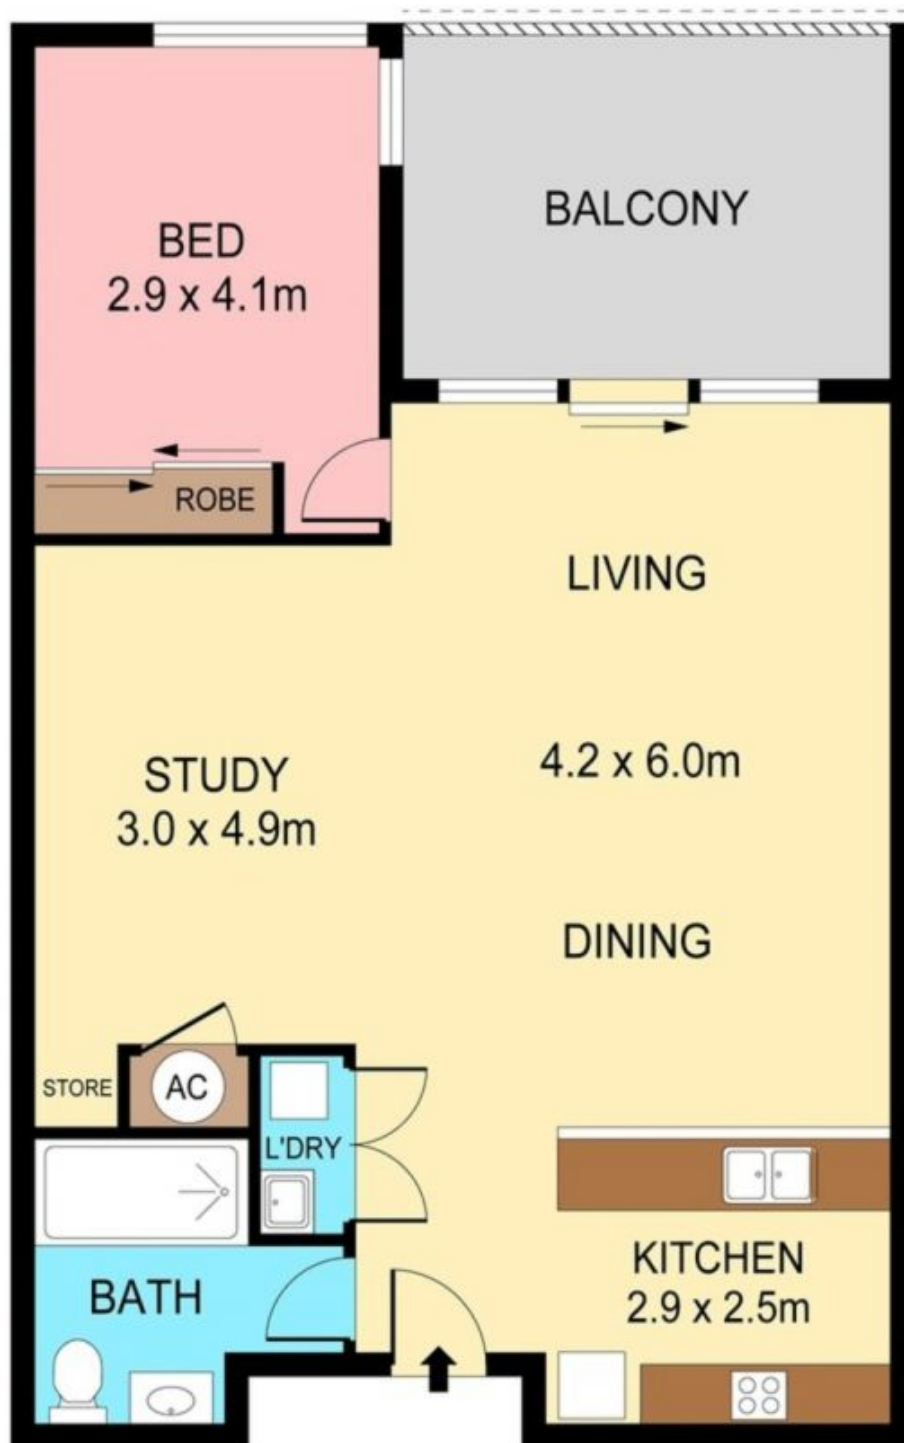 BED
2.9 x 4.1m
BALCONY
ROBE
LIVING
STUDY
3.0 x 4.9m
4.2 x 6.0m
DINING
STORE
AC
L'DRY
BATH
KITCHEN
2.9 x 2.5m